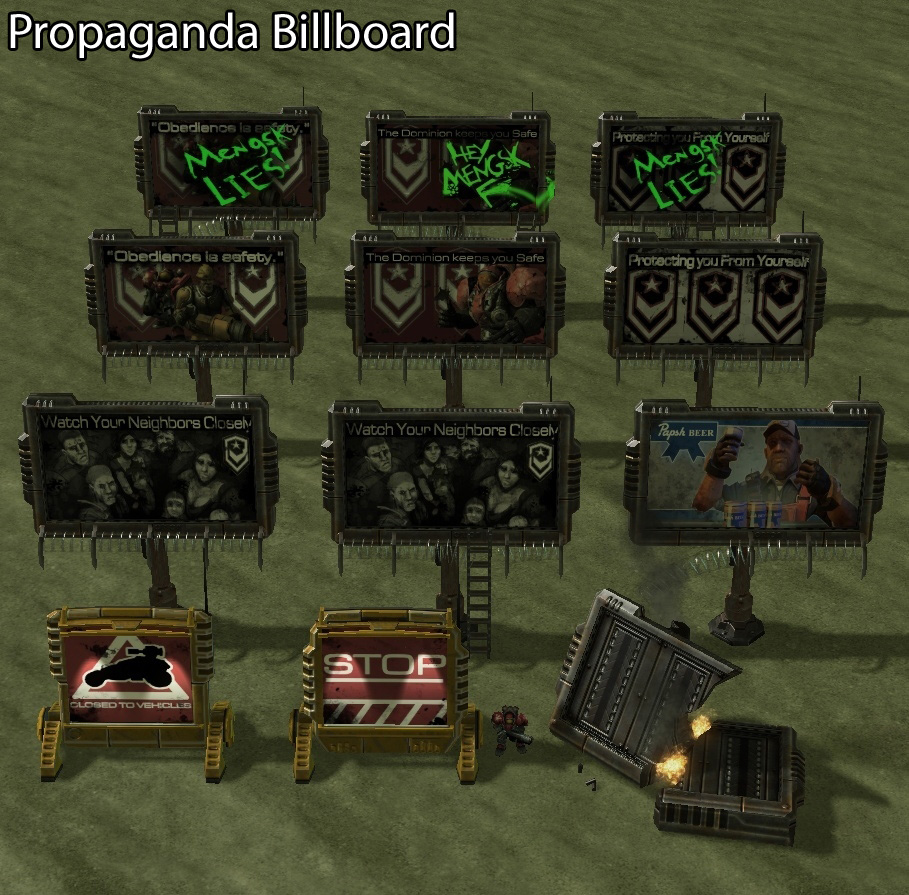 Propaganda Billboard
"Obedience is safety."
MENGSK
LIES!
The Dominion keeps you Safe
HEY
MENGSK
Protecting you From Yourself
MENGSK
LIES!
"Obedience is safety."
The Dominion keeps you Safe
Protecting you From Yourself
Watch Your Neighbors Closely
Watch Your Neighbors Closely
Papsh BEER
CLOSED TO VEHICLES
STOP